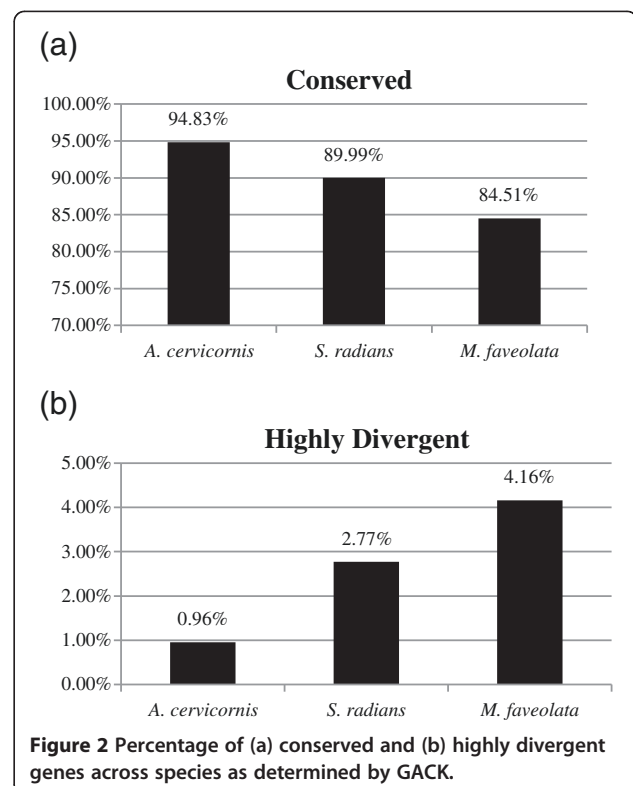 (a)
Conserved
100.00%
95.00%
90.00%
85.00%
80.00%
75.00%
70.00%
94.83%
89.99%
84.51%
A. cervicornis
S. radians
M. faveolata
(b)
Highly Divergent
5.00%
4.00%
3.00%
2.00%
1.00%
0.00%
0.96%
2.77%
4.16%
A. cervicornis
S. radians
M. faveolata
Figure 2 Percentage of (a) conserved and (b) highly divergent
genes across species as determined by GACK.